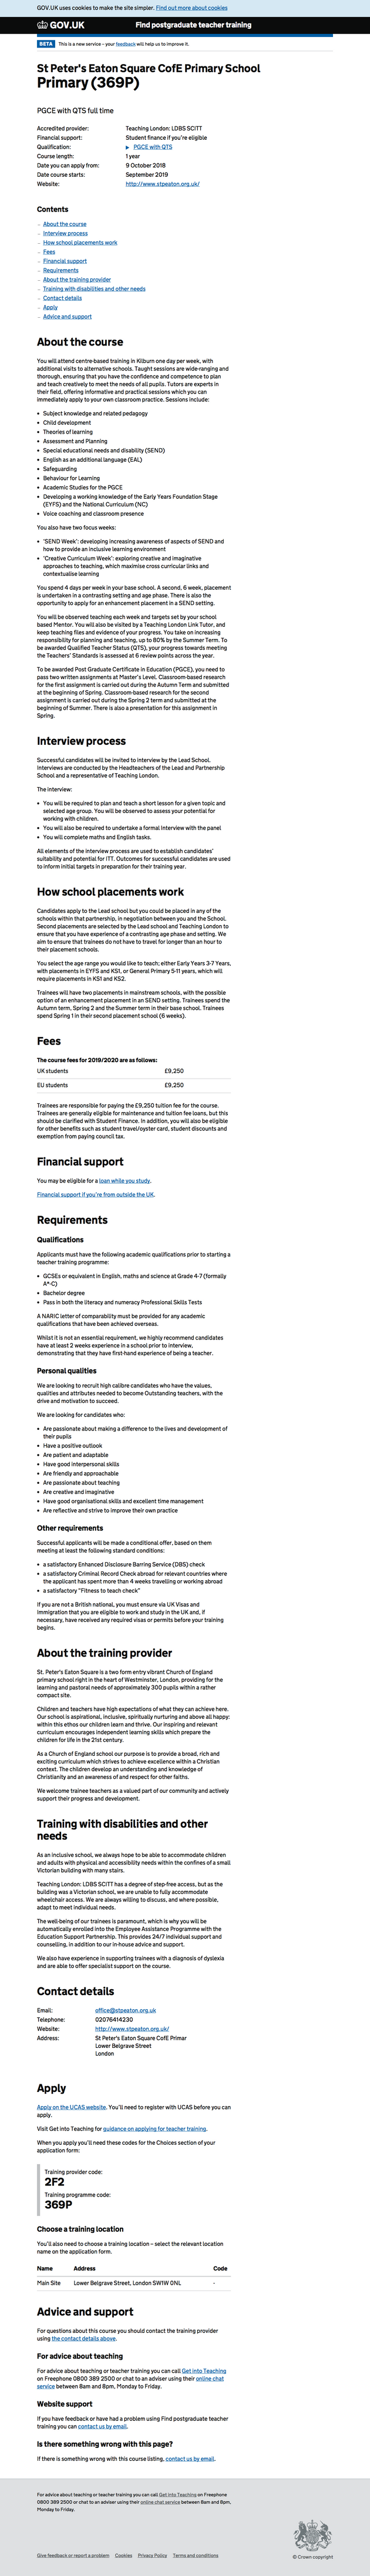 GOV.UK uses cookies to make the site simpler. Find out more about cookies
GOV.UK
Find postgraduate teacher training
BETA This is a new service – your feedback will help us to improve it.
St Peter's Eaton Square CofE Primary School
Primary (369P)
PGCE with QTS full time
Accredited provider: Teaching London: LDBS SCITT
Financial support: Student finance if you're eligible
Qualification: PGCE with QTS
Course length: 1 year
Date you can apply from: 9 October 2018
Date course starts: September 2019
Website: http://www.stpeaton.org.uk/
Contents
– About the course
– Interview process
– How school placements work
– Fees
– Financial support
– Requirements
– About the training provider
– Training with disabilities and other needs
– Contact details
– Apply
– Advice and support
About the course
You will attend centre-based training in Kilburn one day per week, with
additional visits to alternative schools. Taught sessions are wide-ranging and
thorough, ensuring that you have the confidence and competence to plan
and teach creatively to meet the needs of all pupils. Tutors are experts in
their field, offering informative and practical sessions which you can
immediately apply to your own classroom practice. Sessions include:
• Subject knowledge and related pedagogy
• Child development
• Theories of learning
• Assessment and Planning
• Special educational needs and disability (SEND)
• English as an additional language (EAL)
• Safeguarding
• Behaviour for Learning
• Academic Studies for the PGCE
• Developing a working knowledge of the Early Years Foundation Stage
(EYFS) and the National Curriculum (NC)
• Voice coaching and classroom presence
You also have two focus weeks:
• 'SEND Week': developing increasing awareness of aspects of SEND and
how to provide an inclusive learning environment
• 'Creative Curriculum Week': exploring creative and imaginative
approaches to teaching, which maximise cross curricular links and
contextualise learning
You spend 4 days per week in your base school. A second, 6 week, placement
is undertaken in a contrasting setting and age phase. There is also the
opportunity to apply for an enhancement placement in a SEND setting.
You will be observed teaching each week and targets set by your school
based Mentor. You will also be visited by a Teaching London Link Tutor, and
keep teaching files and evidence of your progress. You take on increasing
responsibility for planning and teaching, up to 80% by the Summer Term. To
be awarded Qualified Teacher Status (QTS), your progress towards meeting
the Teachers' Standards is assessed at 6 review points across the year.
To be awarded Post Graduate Certificate in Education (PGCE), you need to
pass two written assignments at Master's Level. Classroom-based research
for the first assignment is carried out during the Autumn Term and submitted
at the beginning of Spring. Classroom-based research for the second
assignment is carried out during the Spring 2 term and submitted at the
beginning of Summer. There is also a presentation for this assignment in
Spring.
Interview process
Successful candidates will be invited to interview by the Lead School.
Interviews are conducted by the Headteachers of the Lead and Partnership
School and a representative of Teaching London.
The interview:
• You will be required to plan and teach a short lesson for a given topic and
selected age group. You will be observed to assess your potential for
working with children.
• You will also be required to undertake a formal interview with the panel
• You will complete maths and English tasks.
All elements of the interview process are used to establish candidates'
suitability and potential for ITT. Outcomes for successful candidates are used
to inform initial targets in preparation for their training year.
How school placements work
Candidates apply to the Lead school but you could be placed in any of the
schools within that partnership, in negotiation between you and the School.
Second placements are selected by the Lead school and Teaching London to
ensure that you have experience of a contrasting age phase and setting. We
aim to ensure that trainees do not have to travel for longer than an hour to
their placement schools.
You select the age range you would like to teach; either Early Years 3-7 Years,
with placements in EYFS and KS1, or General Primary 5-11 years, which will
require placements in KS1 and KS2.
Trainees will have two placements in mainstream schools, with the possible
option of an enhancement placement in an SEND setting. Trainees spend the
Autumn term, Spring 2 and the Summer term in their base school. Trainees
spend Spring 1 in their second placement school (6 weeks).
Fees
The course fees for 2019/2020 are as follows:
UK students £9,250
EU students £9,250
Trainees are responsible for paying the £9,250 tuition fee for the course.
Trainees are generally eligible for maintenance and tuition fee loans, but this
should be clarified with Student Finance. In addition, you will also be eligible
for other benefits such as student travel/oyster card, student discounts and
exemption from paying council tax.
Financial support
You may be eligible for a loan while you study.
Financial support if you're from outside the UK.
Requirements
Qualifications
Applicants must have the following academic qualifications prior to starting a
teacher training programme:
• GCSEs or equivalent in English, maths and science at Grade 4-7 (formally
A*-C)
• Bachelor degree
• Pass in both the literacy and numeracy Professional Skills Tests
A NARIC letter of comparability must be provided for any academic
qualifications that have been achieved overseas.
Whilst it is not an essential requirement, we highly recommend candidates
have at least 2 weeks experience in a school prior to interview,
demonstrating that they have first-hand experience of being a teacher.
Personal qualities
We are looking to recruit high calibre candidates who have the values,
qualities and attributes needed to become Outstanding teachers, with the
drive and motivation to succeed.
We are looking for candidates who:
• Are passionate about making a difference to the lives and development of
their pupils
• Have a positive outlook
• Are patient and adaptable
• Have good interpersonal skills
• Are friendly and approachable
• Are passionate about teaching
• Are creative and imaginative
• Have good organisational skills and excellent time management
• Are reflective and strive to improve their own practice
Other requirements
Successful applicants will be made a conditional offer, based on them
meeting at least the following standard conditions:
• a satisfactory Enhanced Disclosure Barring Service (DBS) check
• a satisfactory Criminal Record Check abroad for relevant countries where
the applicant has spent more than 4 weeks travelling or working abroad
• a satisfactory "Fitness to teach check"
If you are not a British national, you must ensure via UK Visas and
Immigration that you are eligible to work and study in the UK and, if
necessary, have received any required visas or permits before your training
begins.
About the training provider
St. Peter's Eaton Square is a two form entry vibrant Church of England
primary school right in the heart of Westminster, London, providing for the
learning and pastoral needs of approximately 300 pupils within a rather
compact site.
Children and teachers have high expectations of what they can achieve here.
Our school is aspirational, inclusive, spiritually nurturing and above all happy:
within this ethos our children learn and thrive. Our inspiring and relevant
curriculum encourages independent learning skills which prepare the
children for life in the 21st century.
As a Church of England school our purpose is to provide a broad, rich and
exciting curriculum which strives to achieve excellence within a Christian
context. The children develop an understanding and knowledge of
Christianity and an awareness of and respect for other faiths.
We welcome trainee teachers as a valued part of our community and actively
support their progress and development.
Training with disabilities and other
needs
As an inclusive school, we always hope to be able to accommodate children
and adults with physical and accessibility needs within the confines of a small
Victorian building with many stairs.
Teaching London: LDBS SCITT has a degree of step-free access, but as the
building is a Victorian school, we are unable to fully accommodate
wheelchair access. We are always willing to discuss, and where possible,
adapt to meet individual needs.
The well-being of our trainees is paramount, which is why you will be
automatically enrolled into the Employee Assistance Programme with the
Education Support Partnership. This provides 24/7 individual support and
counselling, in addition to our in-house advice and support.
We also have experience in supporting trainees with a diagnosis of dyslexia
and are able to offer specialist support on the course.
Contact details
Email: office@stpeaton.org.uk
Telephone: 02076414230
Website: http://www.stpeaton.org.uk/
Address: St Peter's Eaton Square CofE Primar
Lower Belgrave Street
London
Apply
Apply on the UCAS website. You'll need to register with UCAS before you can
apply.
Visit Get into Teaching for guidance on applying for teacher training.
When you apply you'll need these codes for the Choices section of your
application form:
Training provider code:
2F2
Training programme code:
369P
Choose a training location
You'll also need to choose a training location – select the relevant location
name on the application form.
Name Address Code
Main Site Lower Belgrave Street, London SW1W 0NL -
Advice and support
For questions about this course you should contact the training provider
using the contact details above.
For advice about teaching
For advice about teaching or teacher training you can call Get into Teaching
on Freephone 0800 389 2500 or chat to an adviser using their online chat
service between 8am and 8pm, Monday to Friday.
Website support
If you have feedback or have had a problem using Find postgraduate teacher
training you can contact us by email.
Is there something wrong with this page?
If there is something wrong with this course listing, contact us by email.
For advice about teaching or teacher training you can call Get Into Teaching on Freephone
0800 389 2500 or chat to an adviser using their online chat service between 8am and 8pm,
Monday to Friday.
Give feedback or report a problem Cookies Privacy Policy Terms and conditions
© Crown copyright